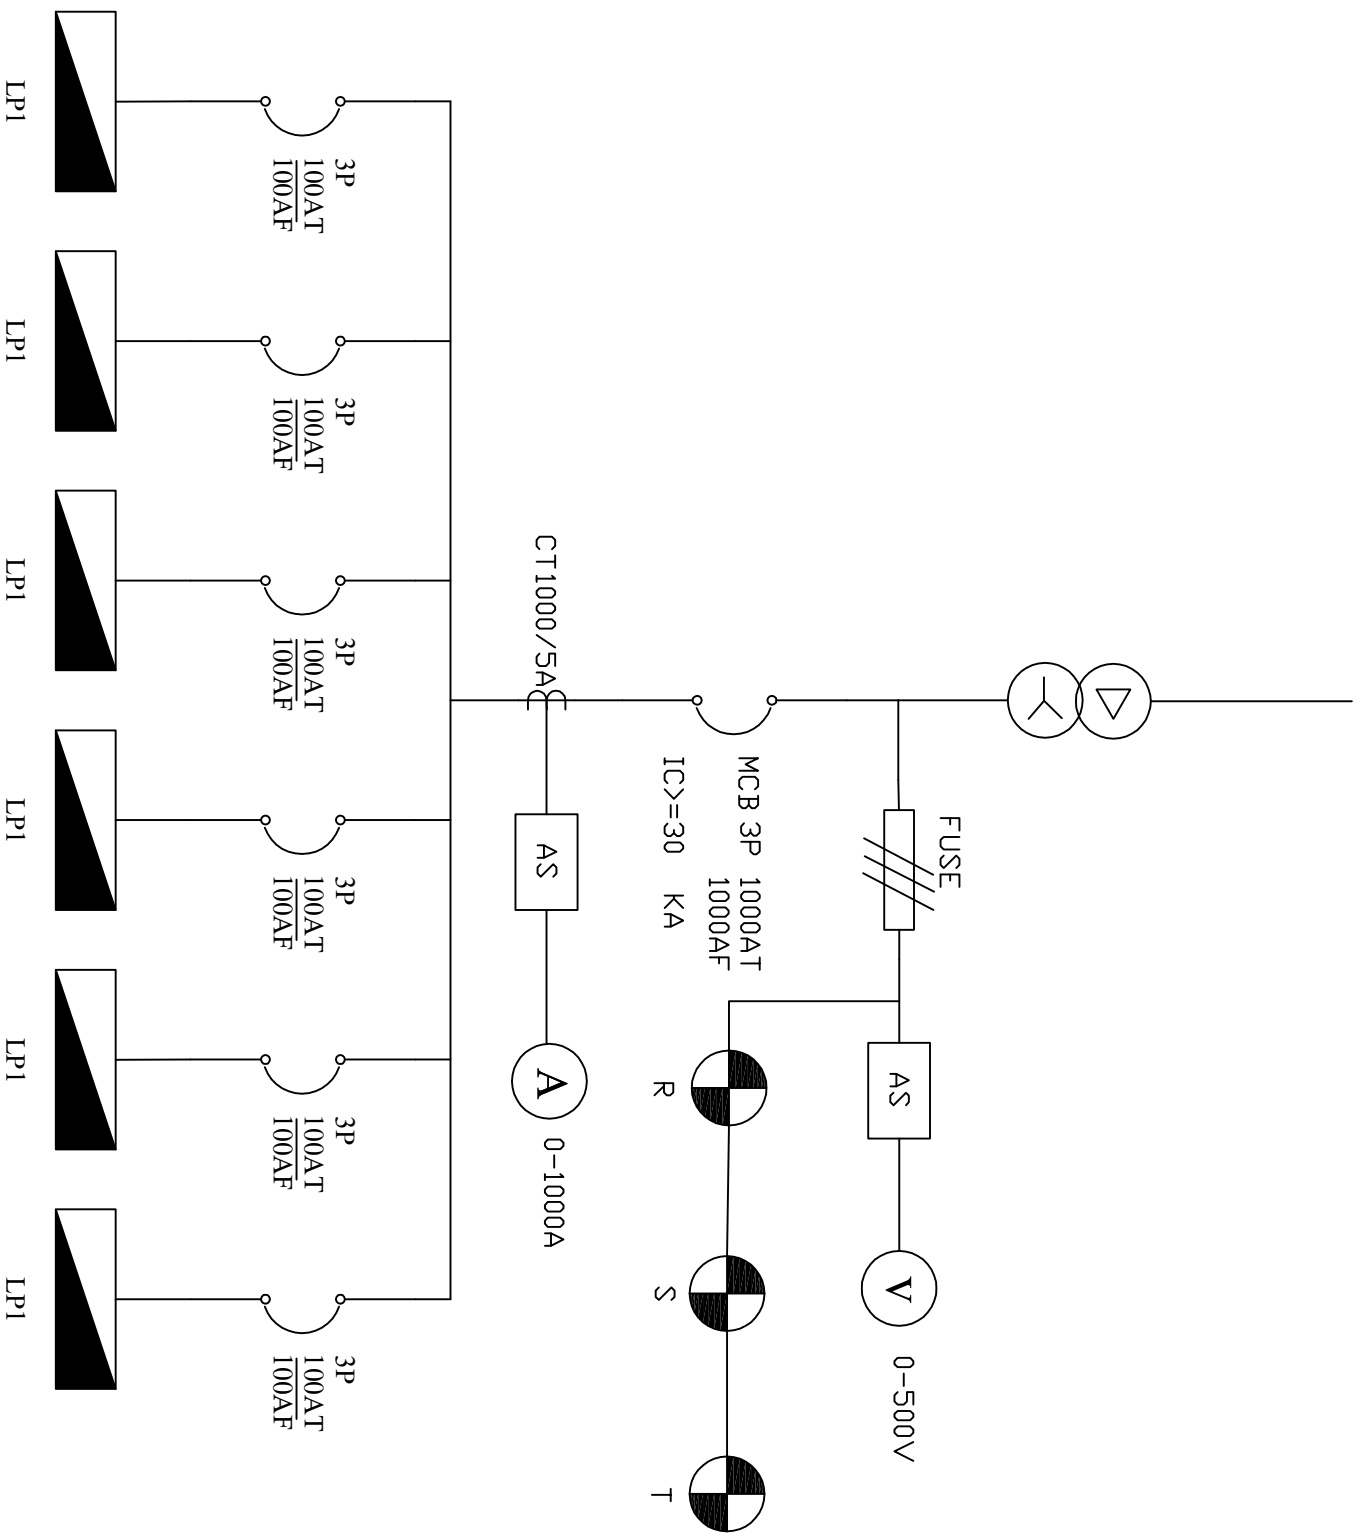 FUSE
AS
V
0-500V
MCB 3P 1000AT
1000AF
IC>=30 KA
R
S
T
CT1000/5A
AS
A
0-1000A
3P
100AT
100AF
3P
100AT
100AF
3P
100AT
100AF
3P
100AT
100AF
3P
100AT
100AF
3P
100AT
100AF
LP1
LP1
LP1
LP1
LP1
LP1